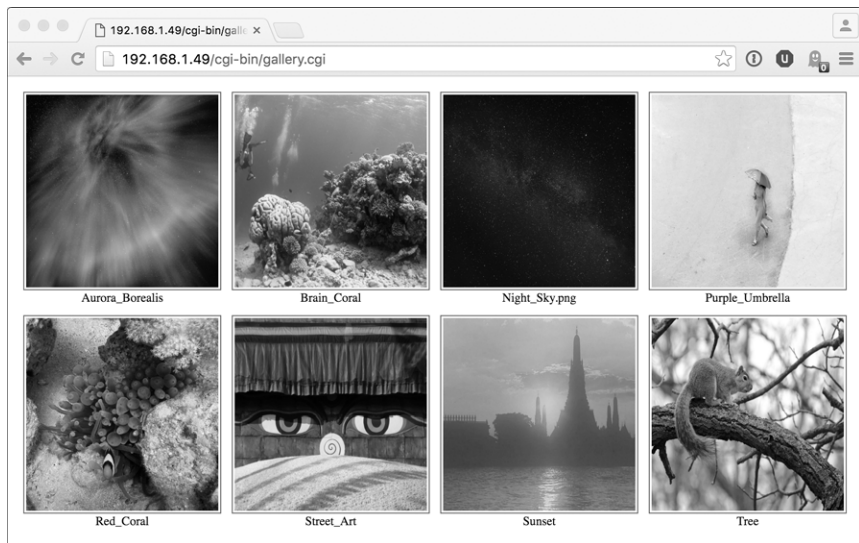 192.168.1.49/cgi-bin/galle
192.168.1.49/cgi-bin/gallery.cgi
0
Aurora_Borealis
Brain_Coral
Night_Sky.png
Purple_Umbrella
Red_Coral
Street_Art
Sunset
Tree